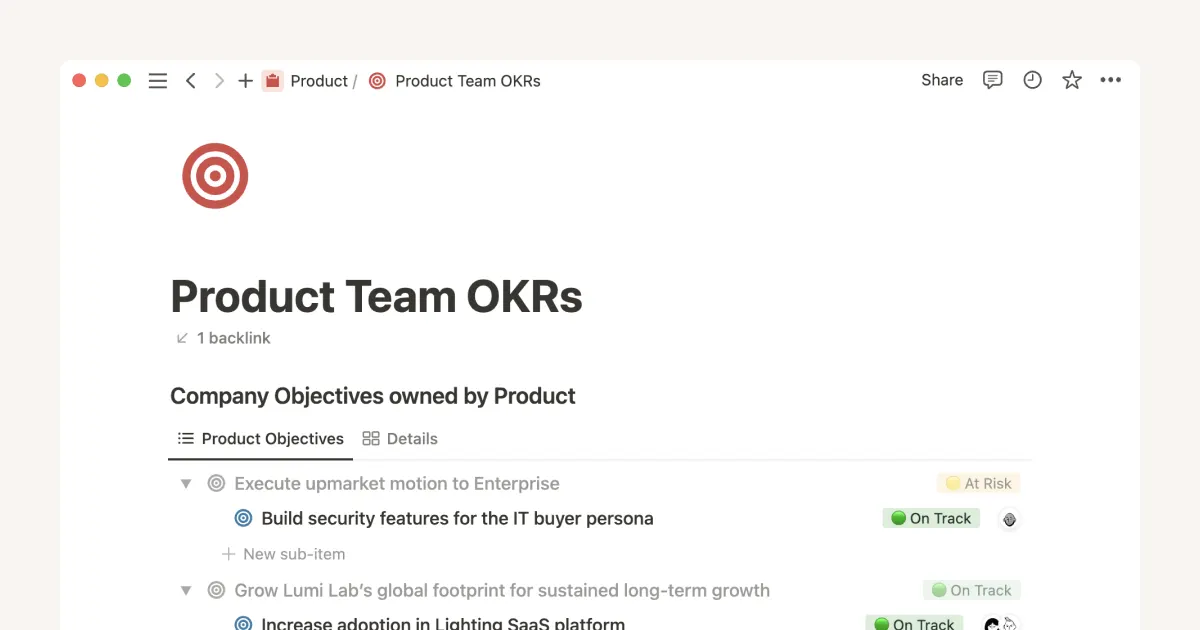 Product / Product Team OKRs Share
Product Team OKRs
1 backlink
Company Objectives owned by Product
Product Objectives Details
Execute upmarket motion to Enterprise At Risk
Build security features for the IT buyer persona On Track
New sub-item
Grow Lumi Lab’s global footprint for sustained long-term growth On Track
Increase adoption in Lighting SaaS platform On Track